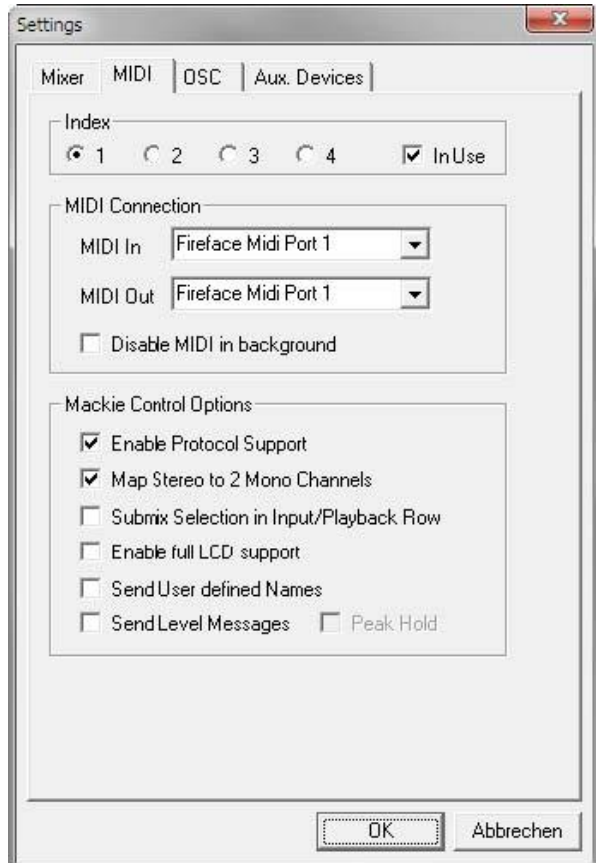 Settings
Mixer MIDI OSC Aux. Devices
Index
1 2 3 4 In Use
MIDI Connection
MIDI In Fireface Midi Port 1
MIDI Out Fireface Midi Port 1
Disable MIDI in background
Mackie Control Options
Enable Protocol Support
Map Stereo to 2 Mono Channels
Submix Selection in Input/Playback Row
Enable full LCD support
Send User defined Names
Send Level Messages Peak Hold
OK Abbrechen